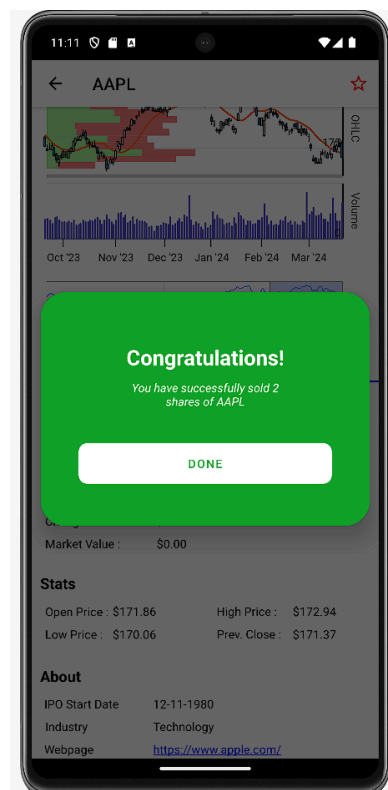 11:11
AAPL
OHLC
Volume
Oct '23 Nov '23 Dec '23 Jan '24 Feb '24 Mar '24
Congratulations!
You have successfully sold 2
shares of AAPL
DONE
Market Value : $0.00
Stats
Open Price : $171.86 High Price : $172.94
Low Price : $170.06 Prev. Close : $171.37
About
IPO Start Date 12-11-1980
Industry Technology
Webpage https://www.apple.com/